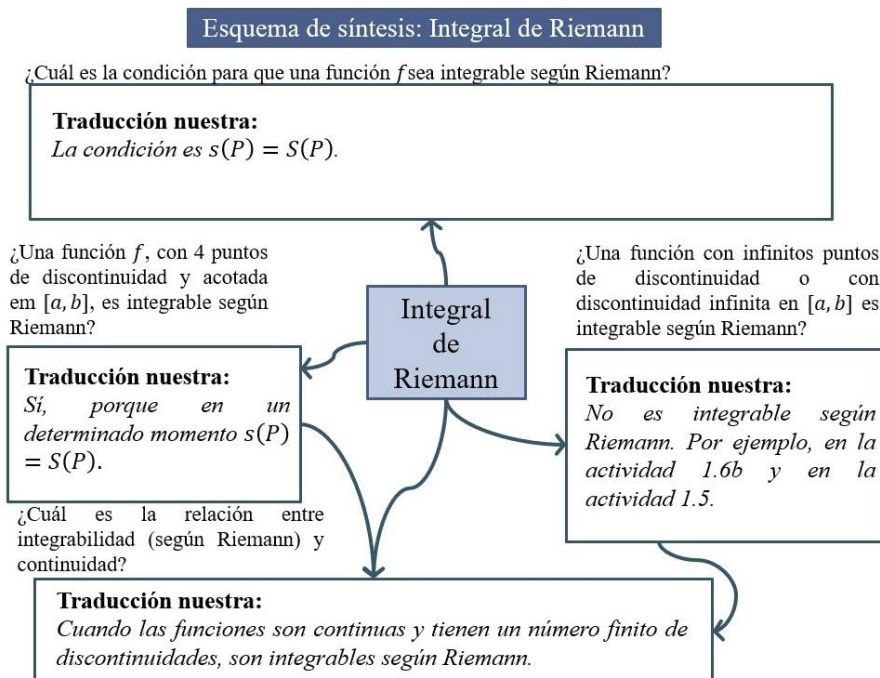 Esquema de síntesis: Integral de Riemann
¿Cuál es la condición para que una función f sea integrable según Riemann?
Traducción nuestra:
La condición es s(P) = S(P).
¿Una función f, con 4 puntos
de discontinuidad y acotada
em [a, b], es integrable según
Riemann?
Traducción nuestra:
Sí, porque en un
determinado momento s(P)
= S(P).
Integral
de
Riemann
¿Una función con infinitos puntos
de discontinuidad o con
discontinuidad infinita en [a, b] es
integrable según Riemann?
Traducción nuestra:
No es integrable según
Riemann. Por ejemplo, en la
actividad 1.6b y en la
actividad 1.5.
¿Cuál es la relación entre
integrabilidad (según Riemann) y
continuidad?
Traducción nuestra:
Cuando las funciones son continuas y tienen un número finito de
discontinuidades, son integrables según Riemann.